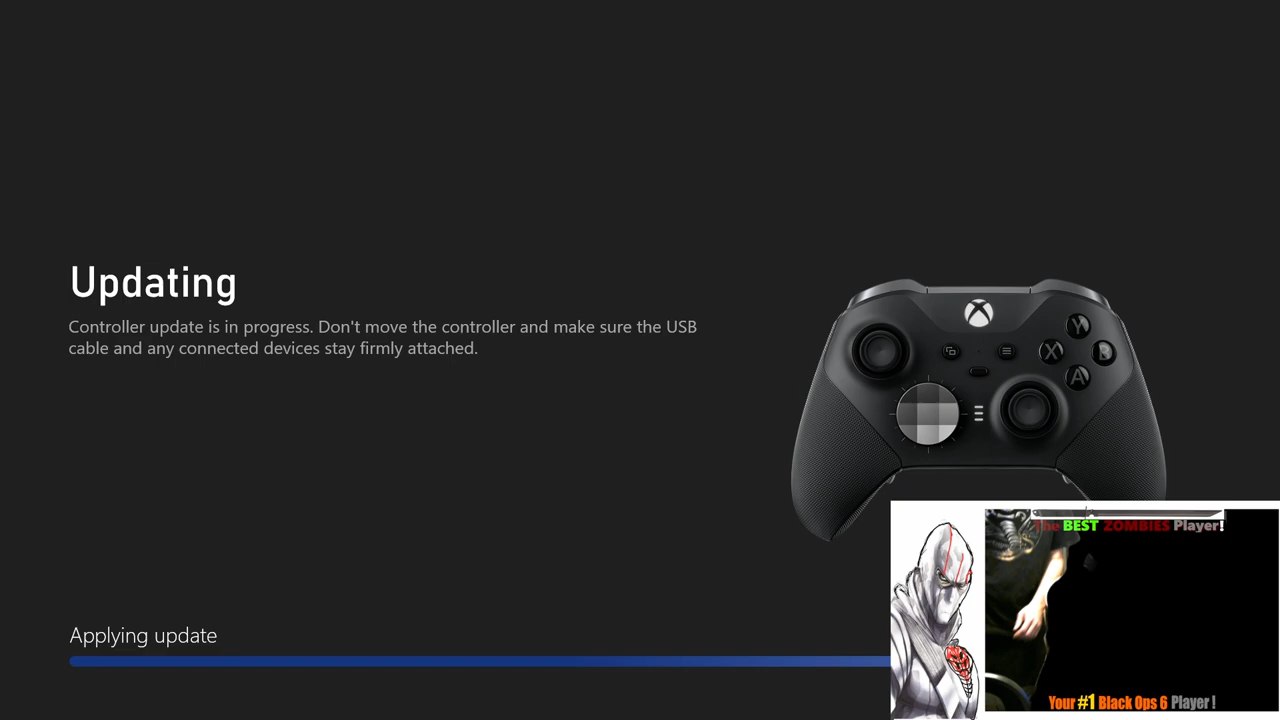 Updating
Controller update is in progress. Don't move the controller and make sure the USB
cable and any connected devices stay firmly attached.
Y
X
B
A
The BEST ZOMBIES Player!
Applying update
Your #1 Black Ops 6 Player !